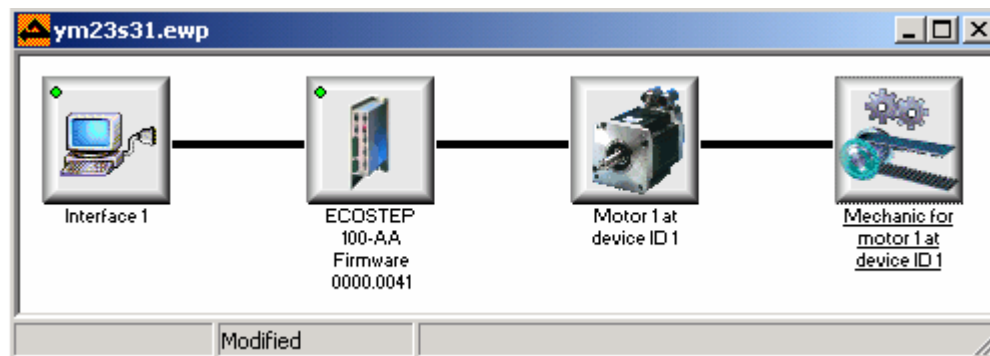 ym23s31.ewp
Interface 1
ECOSTEP
100-AA
Firmware
0000.0041
Motor 1 at
device ID 1
Mechanic for
motor 1 at
device ID 1
Modified